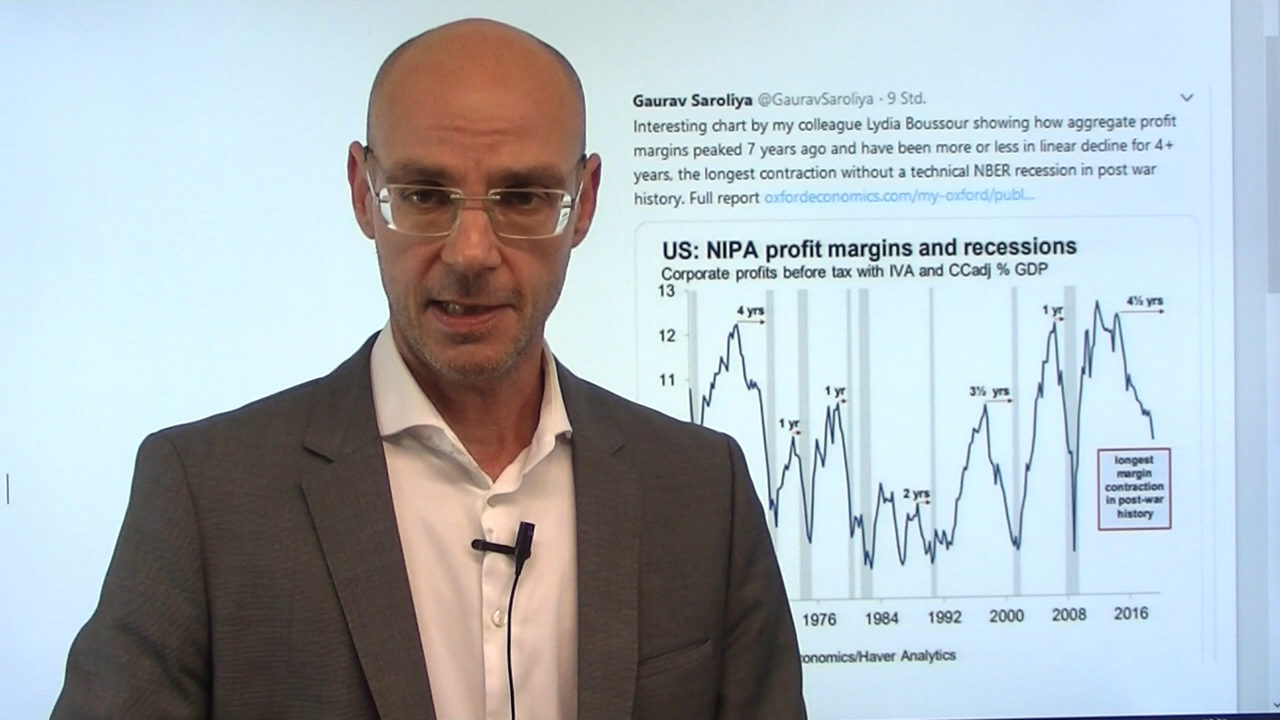 Gaurav Saroliya @GauravSaroliya · 9 Std.
Interesting chart by my colleague Lydia Boussour showing how aggregate profit
margins peaked 7 years ago and have been more or less in linear decline for 4+
years, the longest contraction without a technical NBER recession in post war
history. Full report oxfordeconomics.com/my-oxford/publ...
US: NIPA profit margins and recessions
Corporate profits before tax with IVA and CCadj % GDP
13
12
11
4 yrs
1 yr
1 yr
2 yrs
3½ yrs
1 yr
4½ yrs
longest
margin
contraction
in post-war
history
1976 1984 1992 2000 2008 2016
onomics/Haver Analytics